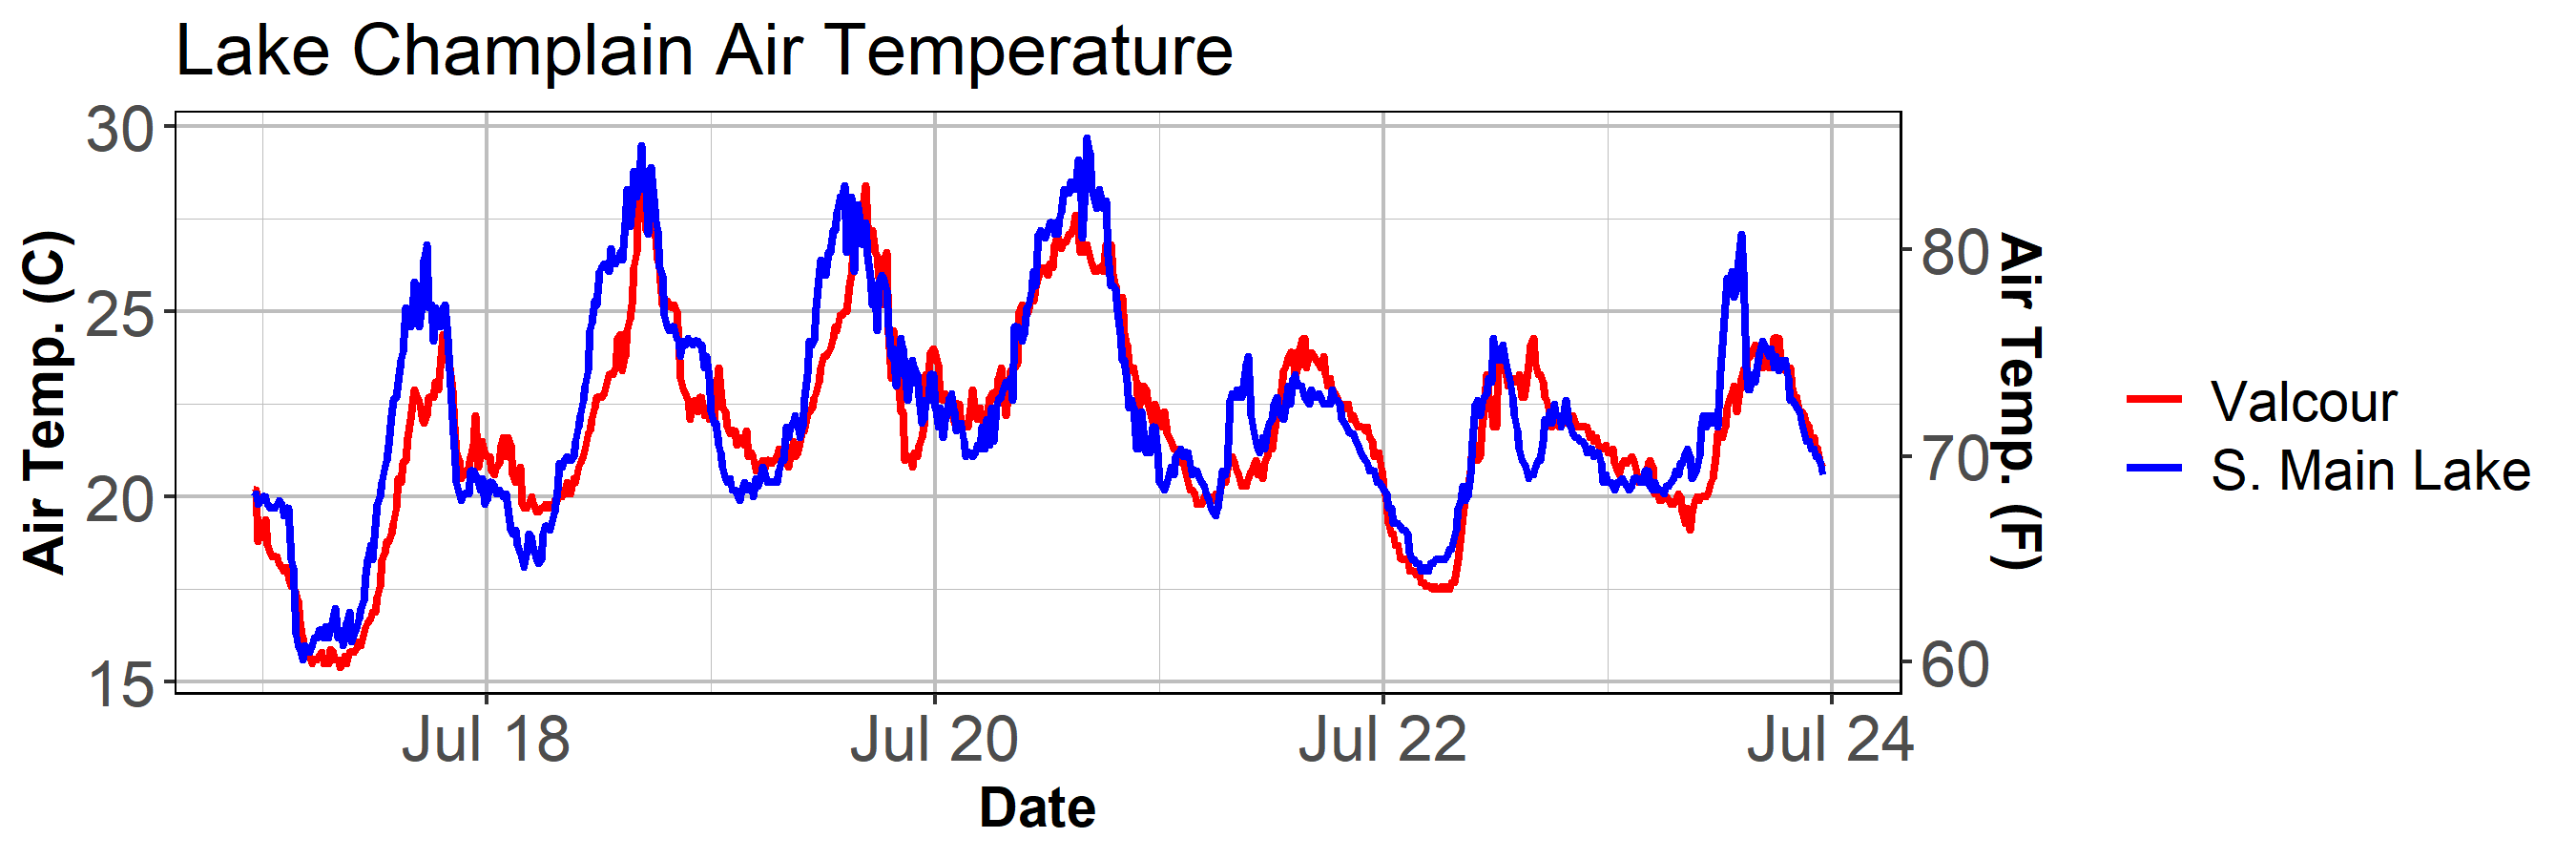 Lake Champlain Air Temperature
30
25
20
15
Air Temp. (C)
80
70
60
Air Temp. (F)
Jul 18
Jul 20
Jul 22
Jul 24
Date
Valcour
S. Main Lake